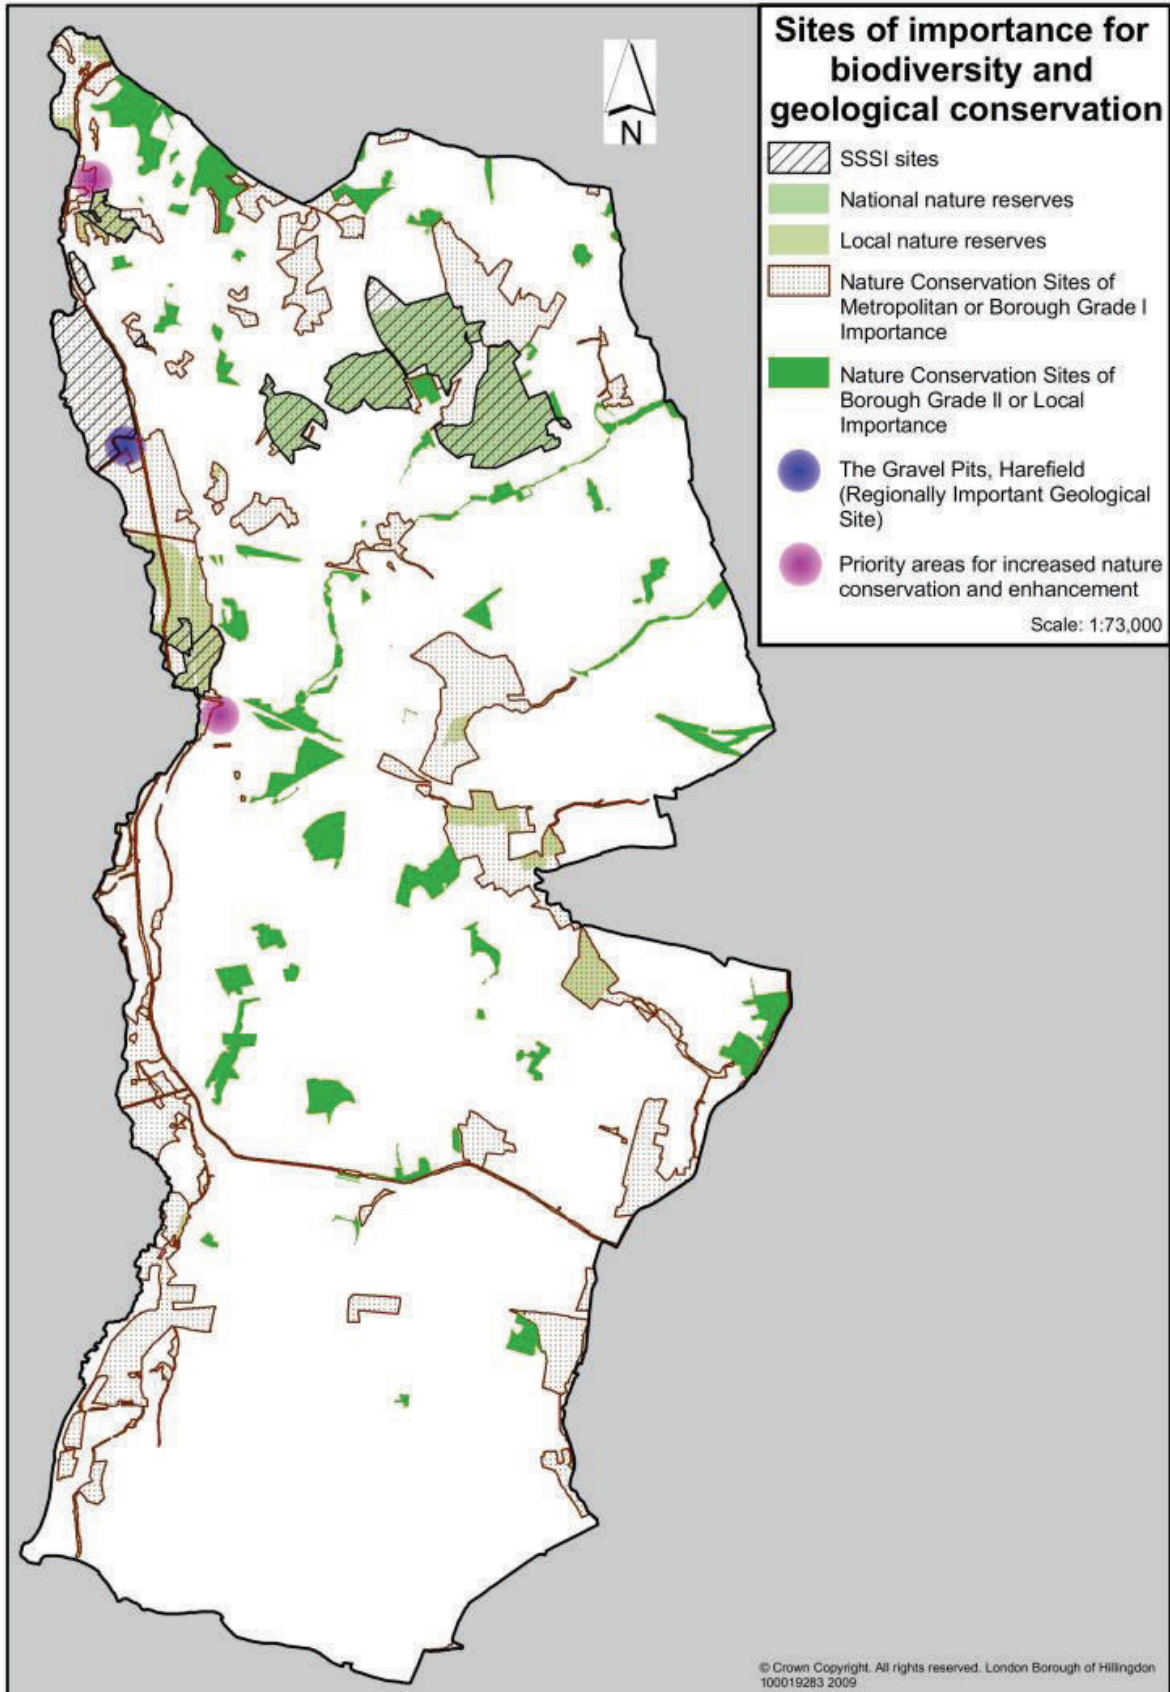 Sites of importance for
biodiversity and
geological conservation
N
SSSI sites
National nature reserves
Local nature reserves
Nature Conservation Sites of
Metropolitan or Borough Grade I
Importance
Nature Conservation Sites of
Borough Grade II or Local
Importance
The Gravel Pits, Harefield
(Regionally Important Geological
Site)
Priority areas for increased nature
conservation and enhancement
Scale: 1:73,000
© Crown Copyright. All rights reserved. London Borough of Hillingdon
100019283 2009